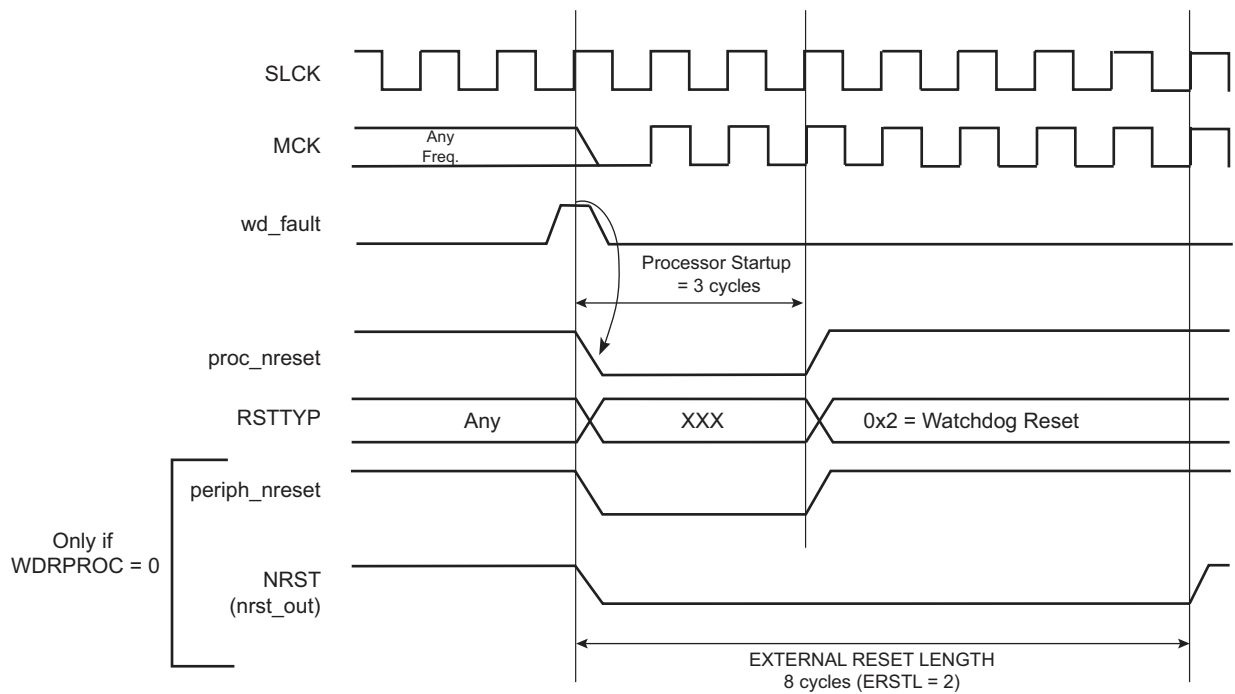 SLCK
MCK
Any
Freq.
wd_fault
Processor Startup
= 3 cycles
proc_nreset
RSTTYP
Any
XXX
0x2 = Watchdog Reset
periph_nreset
Only if
WDRPROC = 0
NRST
(nrst_out)
EXTERNAL RESET LENGTH
8 cycles (ERSTL = 2)